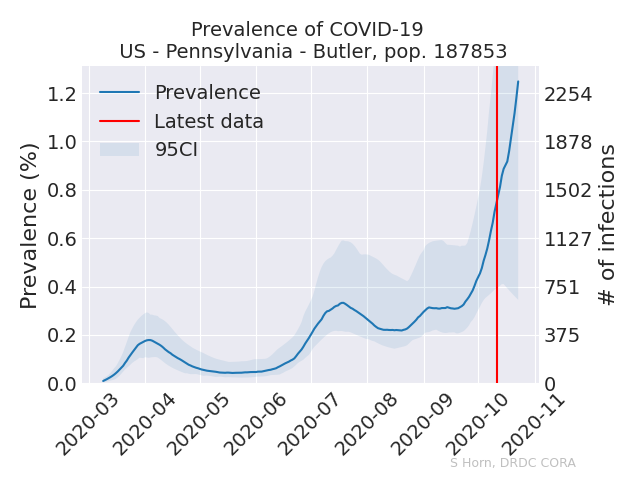 Prevalence of COVID-19
US - Pennsylvania - Butler, pop. 187853
Prevalence
Latest data
95CI
Prevalence (%)
1.2
1.0
0.8
0.6
0.4
0.2
0.0
2254
1878
1502
1127
751
375
0
# of infections
2020-03
2020-04
2020-05
2020-06
2020-07
2020-08
2020-09
2020-10
2020-11
S Horn, DRDC CORA